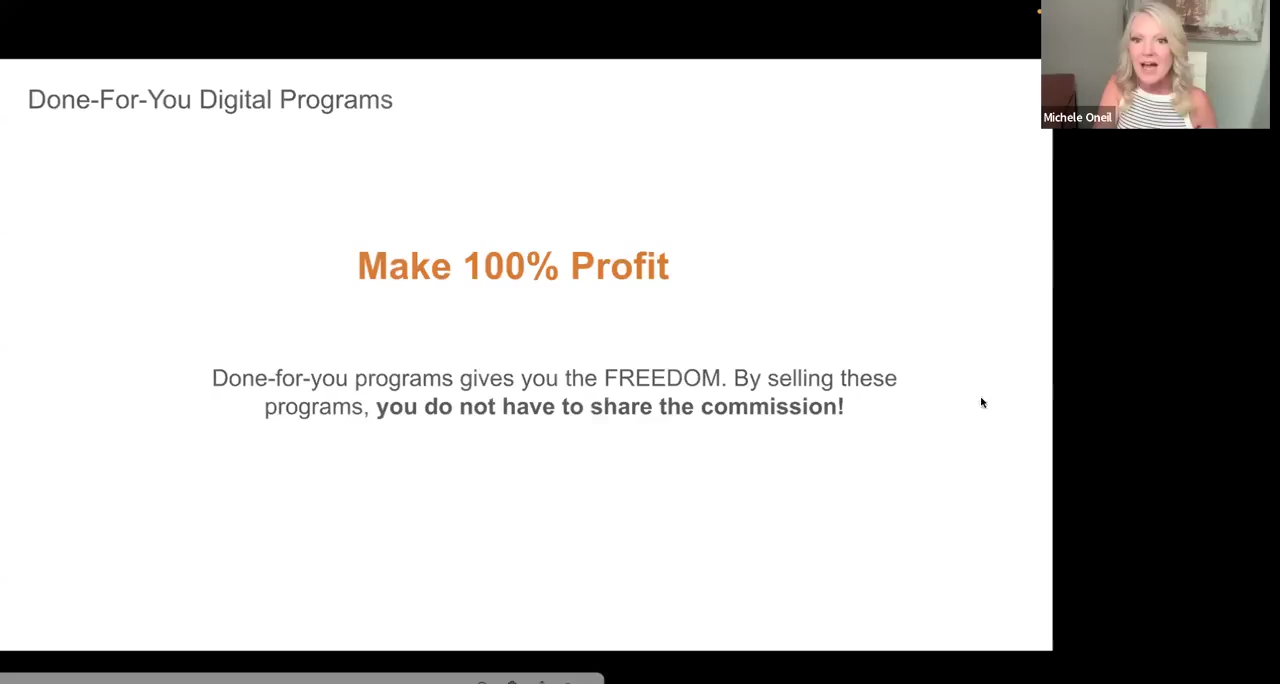 Done-For-You Digital Programs
Michele Oneil
Make 100% Profit
Done-for-you programs gives you the FREEDOM. By selling these
programs, you do not have to share the commission!